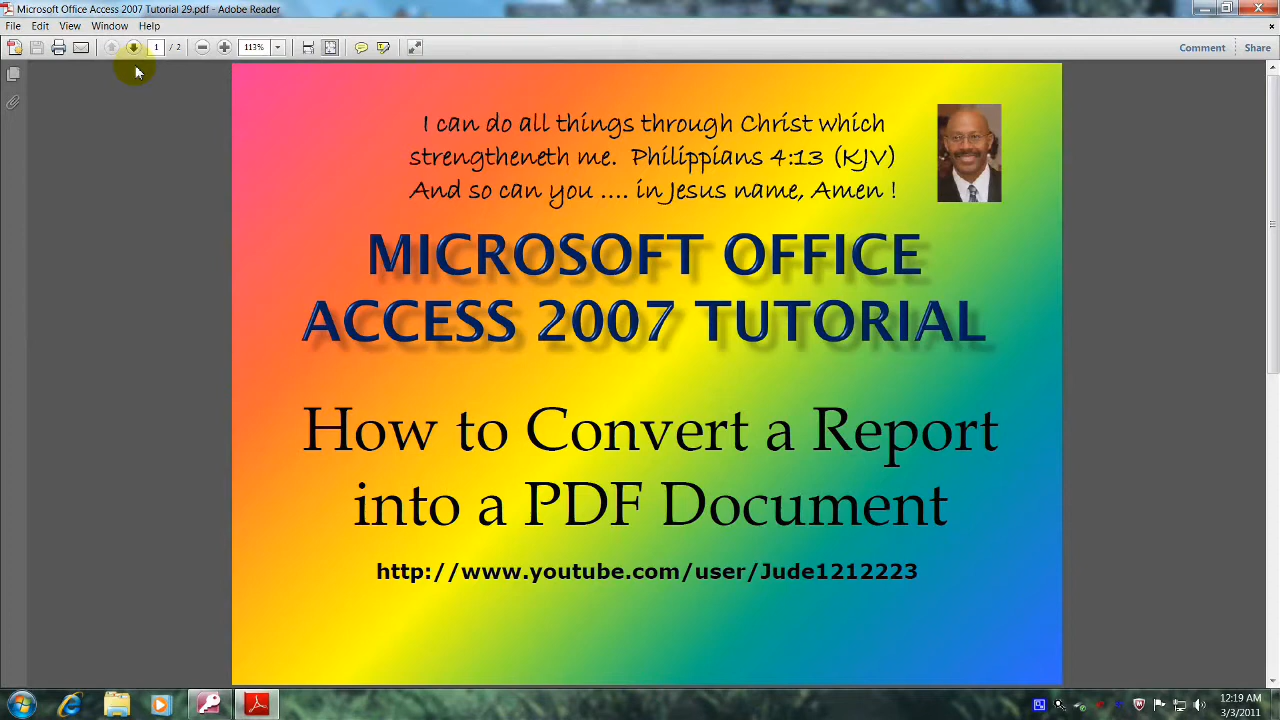 Microsoft Office Access 2007 Tutorial 29.pdf - Adobe Reader
File Edit View Window Help
1 / 2 113% Comment Share
I can do all things through Christ which
strengtheneth me. Philippians 4:13 (KJV)
And so can you .... in Jesus name, Amen !
MICROSOFT OFFICE
ACCESS 2007 TUTORIAL
How to Convert a Report
into a PDF Document
http://www.youtube.com/user/Jude1212223
12:19 AM
3/3/2011